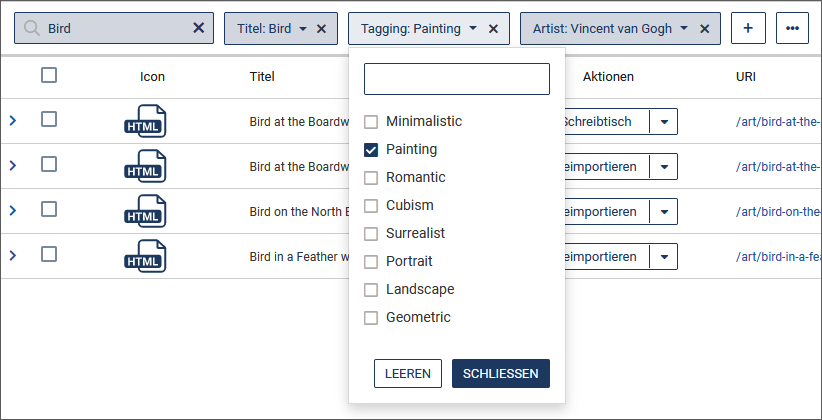 Bird
Titel: Bird
Tagging: Painting
Artist: Vincent van Gogh
Icon
Titel
Aktionen
URI
HTML
Bird at the Boardw
Schreibtisch
/art/bird-at-the-
HTML
Bird at the Boardw
eimportieren
/art/bird-at-the-
HTML
Bird on the North
eimportieren
/art/bird-on-the-
HTML
Bird in a Feather w
eimportieren
/art/bird-in-a-fea
Minimalistic
Painting
Romantic
Cubism
Surrealist
Portrait
Landscape
Geometric
LEEREN
SCHLIESSEN